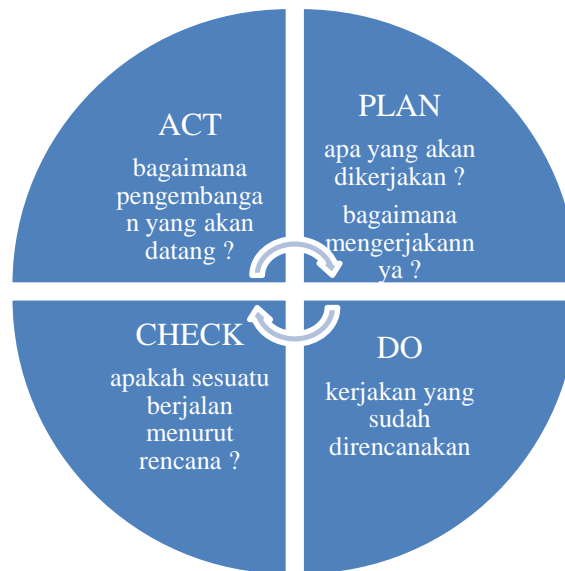 ACT
bagaimana
pengembanga
n yang akan
datang ?
PLAN
apa yang akan
dikerjakan ?
bagaimana
mengerjakann
ya ?
CHECK
apakah sesuatu
berjalan
menurut
rencana ?
DO
kerjakan yang
sudah
direncanakan